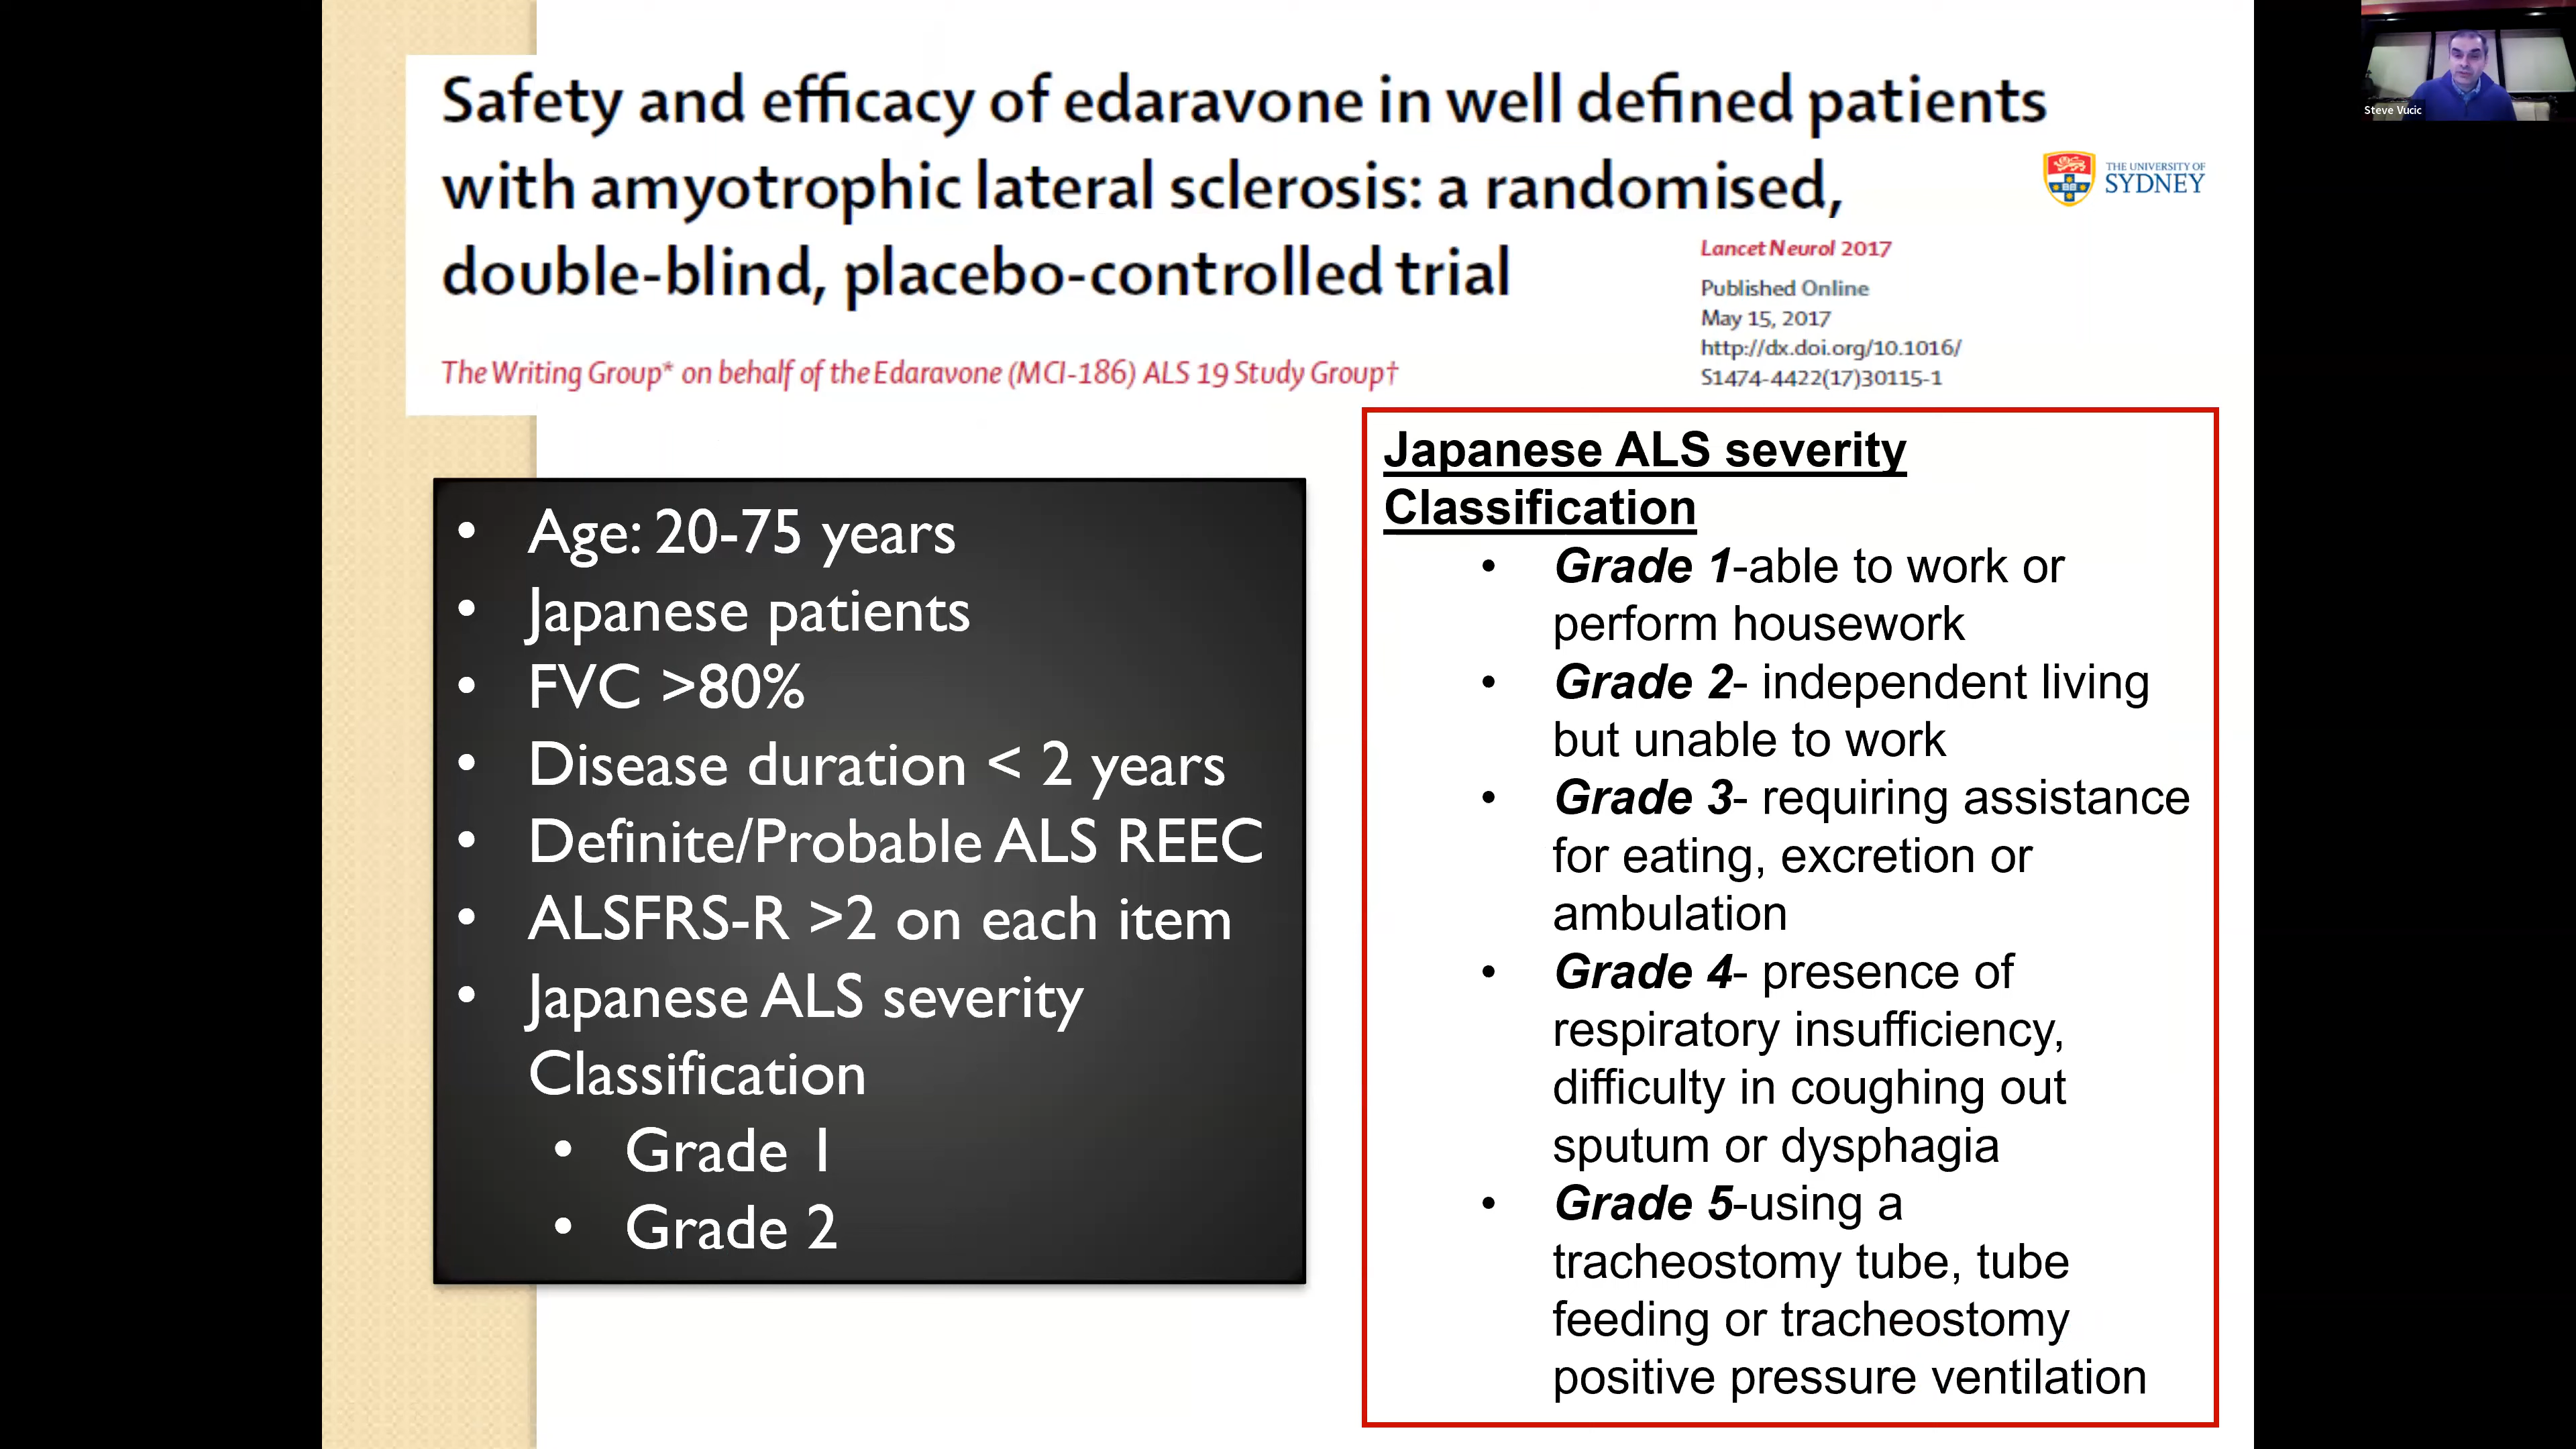 Safety and efficacy of edaravone in well defined patients
with amyotrophic lateral sclerosis: a randomised,
double-blind, placebo-controlled trial
The Writing Group* on behalf of the Edaravone (MCI-186) ALS 19 Study Group†
THE UNIVERSITY OF
SYDNEY
Lancet Neurol 2017
Published Online
May 15, 2017
http://dx.doi.org/10.1016/
S1474-4422(17)30115-1
• Age: 20-75 years
• Japanese patients
• FVC >80%
• Disease duration < 2 years
• Definite/Probable ALS REEC
• ALSFRS-R >2 on each item
• Japanese ALS severity
Classification
• Grade 1
• Grade 2
Japanese ALS severity
Classification
• Grade 1-able to work or
perform housework
• Grade 2- independent living
but unable to work
• Grade 3- requiring assistance
for eating, excretion or
ambulation
• Grade 4- presence of
respiratory insufficiency,
difficulty in coughing out
sputum or dysphagia
• Grade 5-using a
tracheostomy tube, tube
feeding or tracheostomy
positive pressure ventilation
Steve Vucic